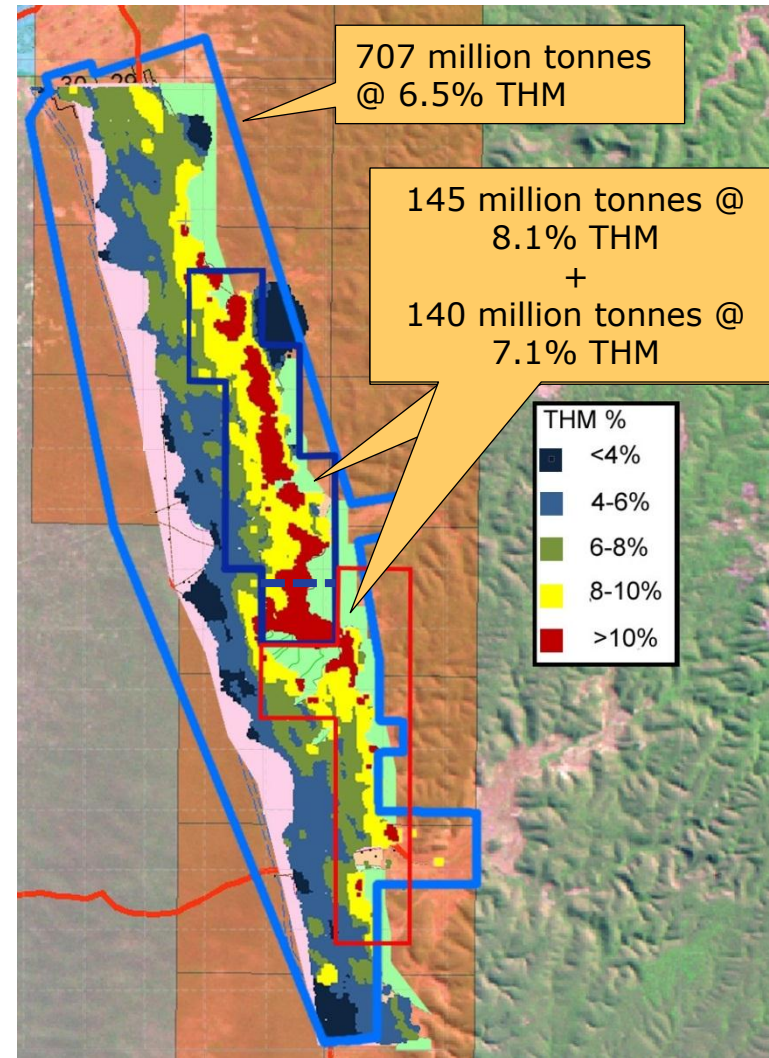 707 million tonnes
@ 6.5% THM
145 million tonnes @
8.1% THM
+
140 million tonnes @
7.1% THM
30 29
THM %
<4%
4-6%
6-8%
8-10%
>10%